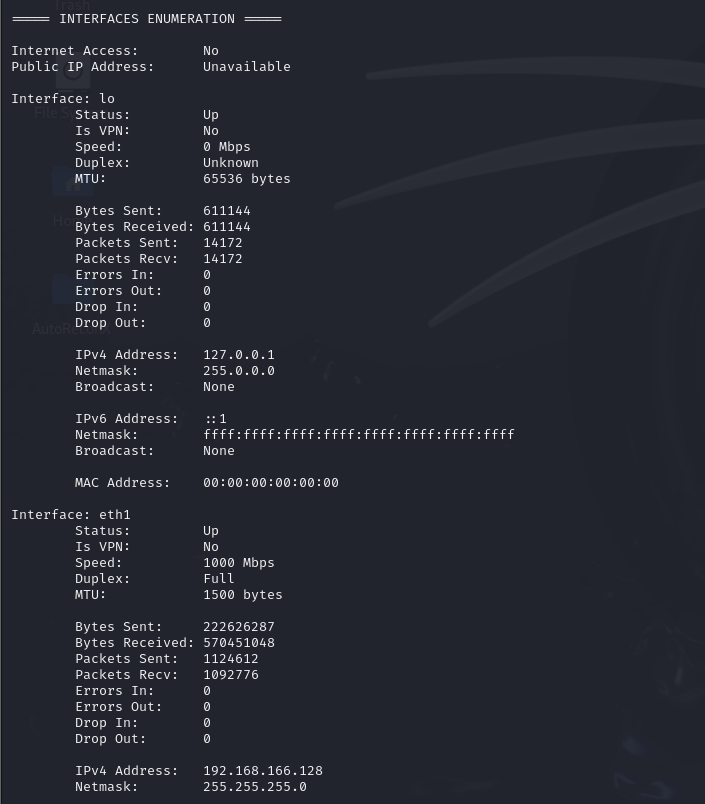 Trash
═════ INTERFACES ENUMERATION ═════
Internet Access: No
Public IP Address: Unavailable
Interface: lo
Status: Up
Is VPN: No
Speed: 0 Mbps
Duplex: Unknown
MTU: 65536 bytes
Bytes Sent: 611144
Bytes Received: 611144
Packets Sent: 14172
Packets Recv: 14172
Errors In: 0
Errors Out: 0
Drop In: 0
Drop Out: 0
IPv4 Address: 127.0.0.1
Netmask: 255.0.0.0
Broadcast: None
IPv6 Address: ::1
Netmask: ffff:ffff:ffff:ffff:ffff:ffff:ffff:ffff
Broadcast: None
MAC Address: 00:00:00:00:00:00
Interface: eth1
Status: Up
Is VPN: No
Speed: 1000 Mbps
Duplex: Full
MTU: 1500 bytes
Bytes Sent: 222626287
Bytes Received: 570451048
Packets Sent: 1124612
Packets Recv: 1092776
Errors In: 0
Errors Out: 0
Drop In: 0
Drop Out: 0
IPv4 Address: 192.168.166.128
Netmask: 255.255.255.0